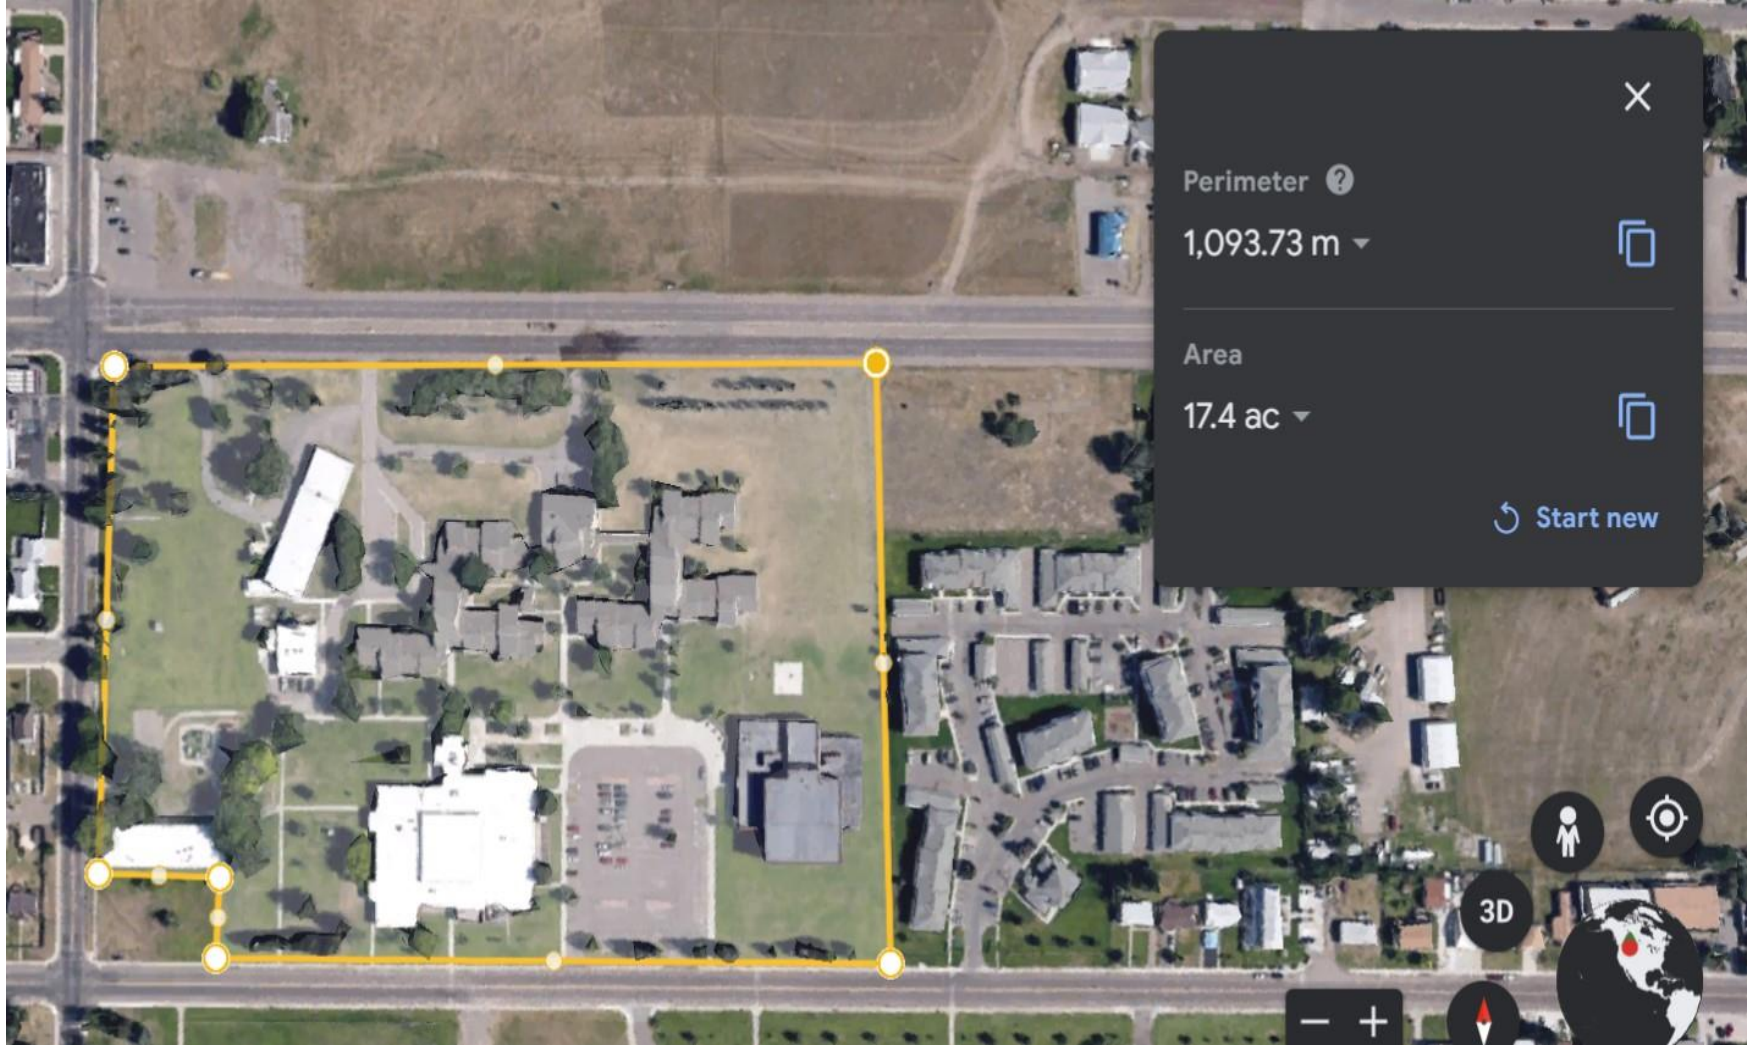 Perimeter ?
1,093.73 m
Area
17.4 ac
Start new
3D